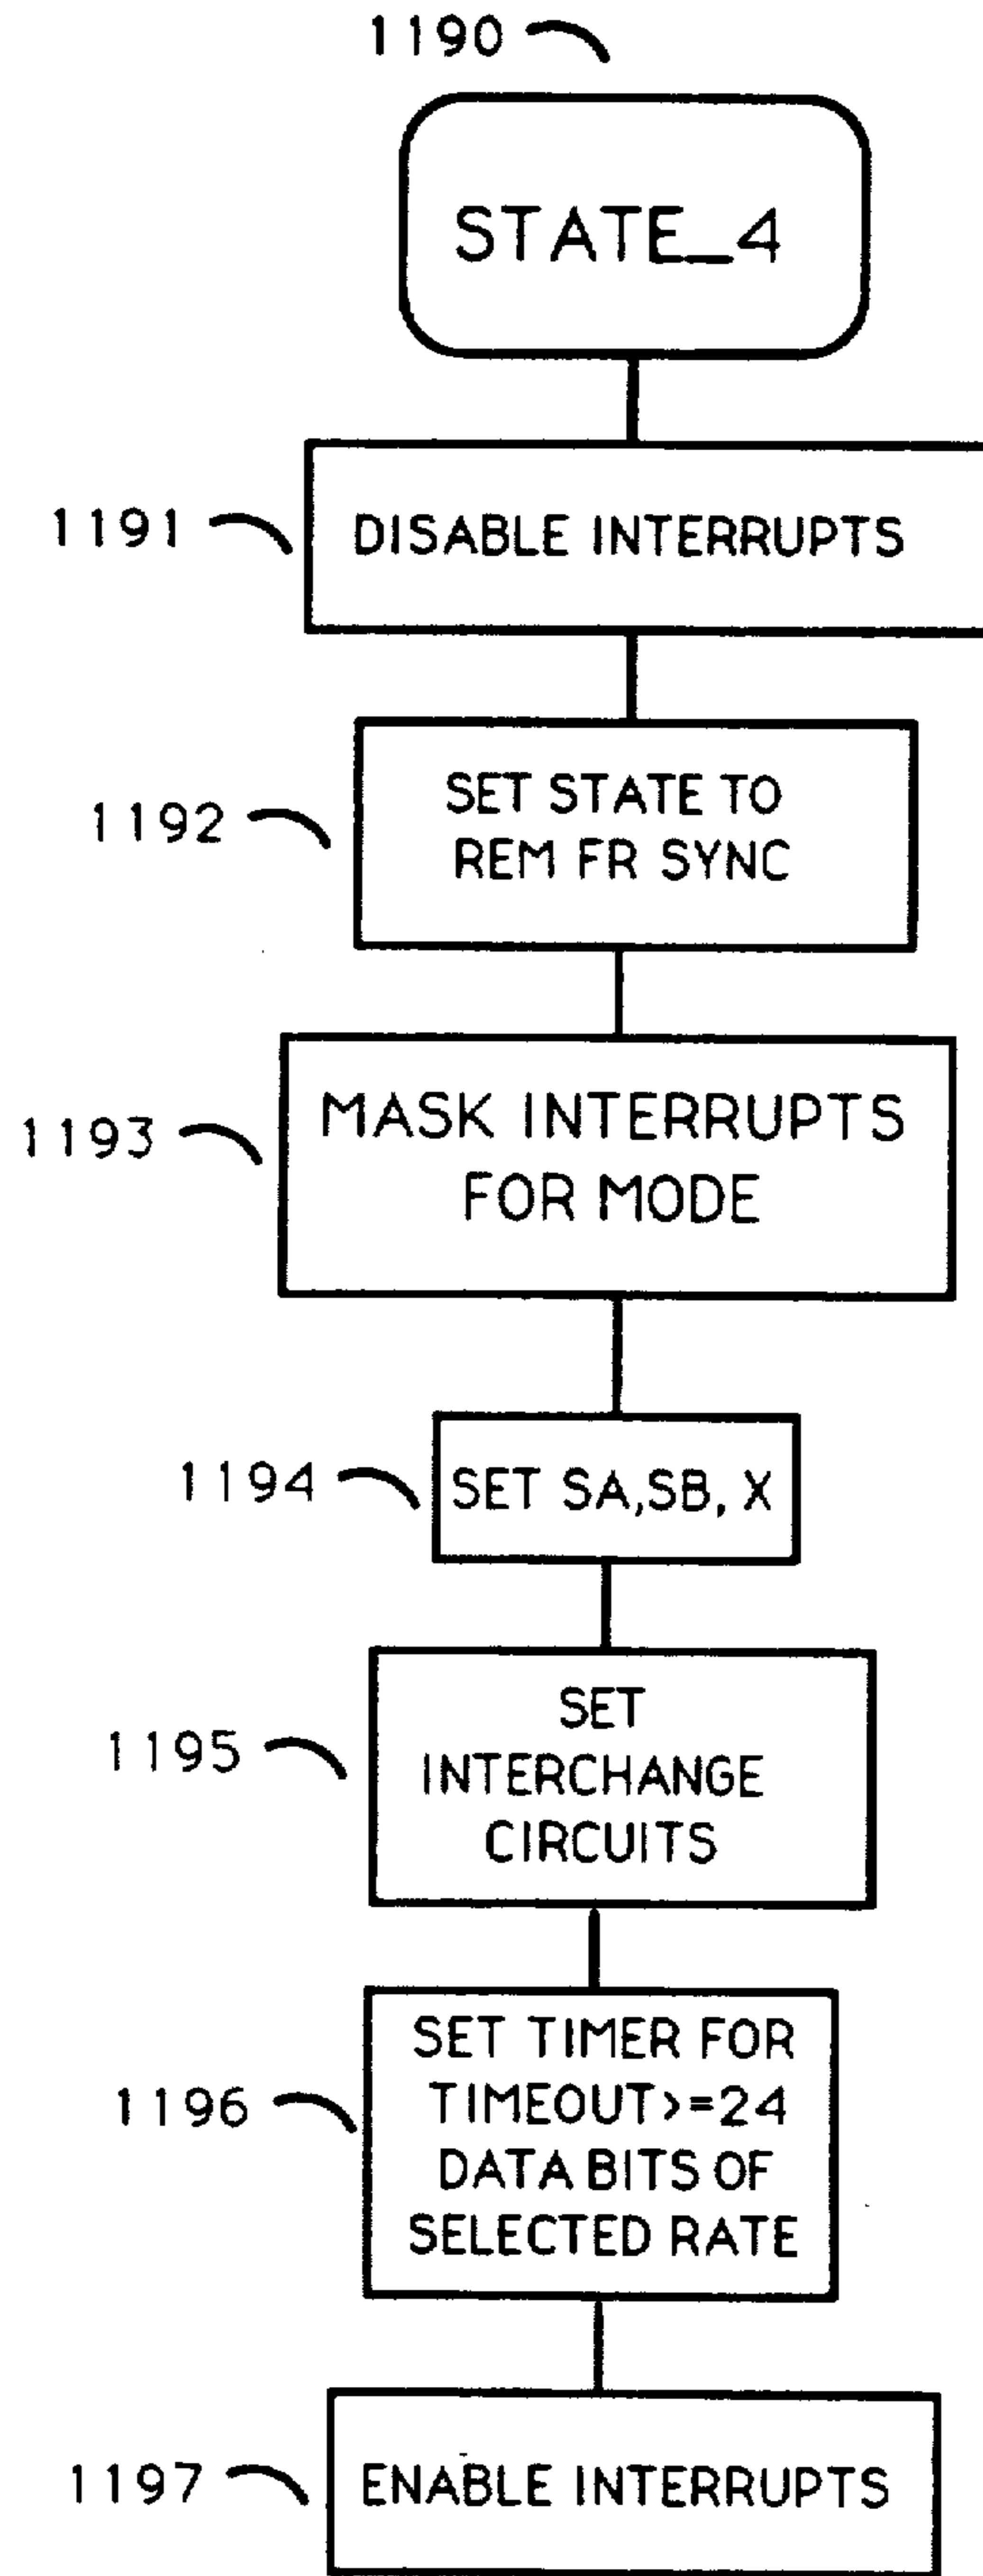 1190
STATE_4
1191
DISABLE INTERRUPTS
1192
SET STATE TO
REM FR SYNC
1193
MASK INTERRUPTS
FOR MODE
1194
SET SA,SB, X
1195
SET
INTERCHANGE
CIRCUITS
1196
SET TIMER FOR
TIMEOUT>=24
DATA BITS OF
SELECTED RATE
1197
ENABLE INTERRUPTS